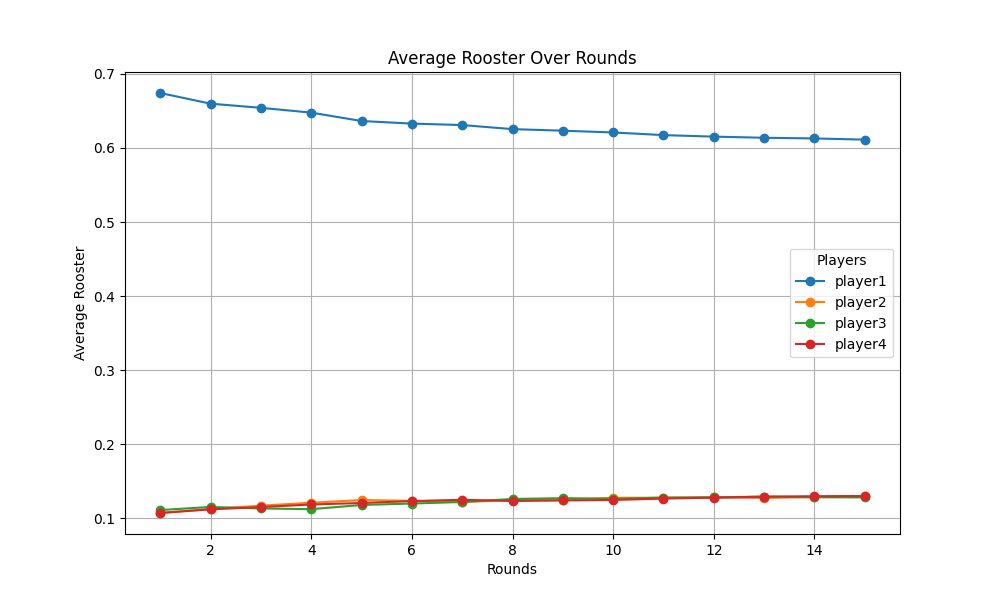 Average Rooster Over Rounds
0.7
0.6
0.5
0.4
0.3
0.2
0.1
Average Rooster
Players
player1
player2
player3
player4
2 4 6 8 10 12 14
Rounds